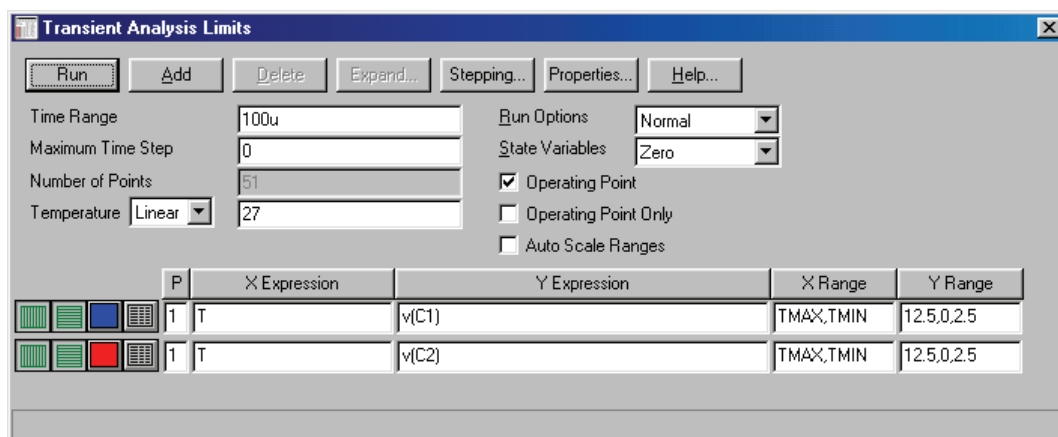 Transient Analysis Limits
Run Add Delete Expand... Stepping... Properties... Help...
Time Range 100u Run Options Normal
Maximum Time Step 0 State Variables Zero
Number of Points 51 Operating Point
Temperature Linear 27 Operating Point Only
Auto Scale Ranges
P X Expression Y Expression X Range Y Range
1 T v(C1) TMAX,TMIN 12.5,0,2.5
1 T v(C2) TMAX,TMIN 12.5,0,2.5